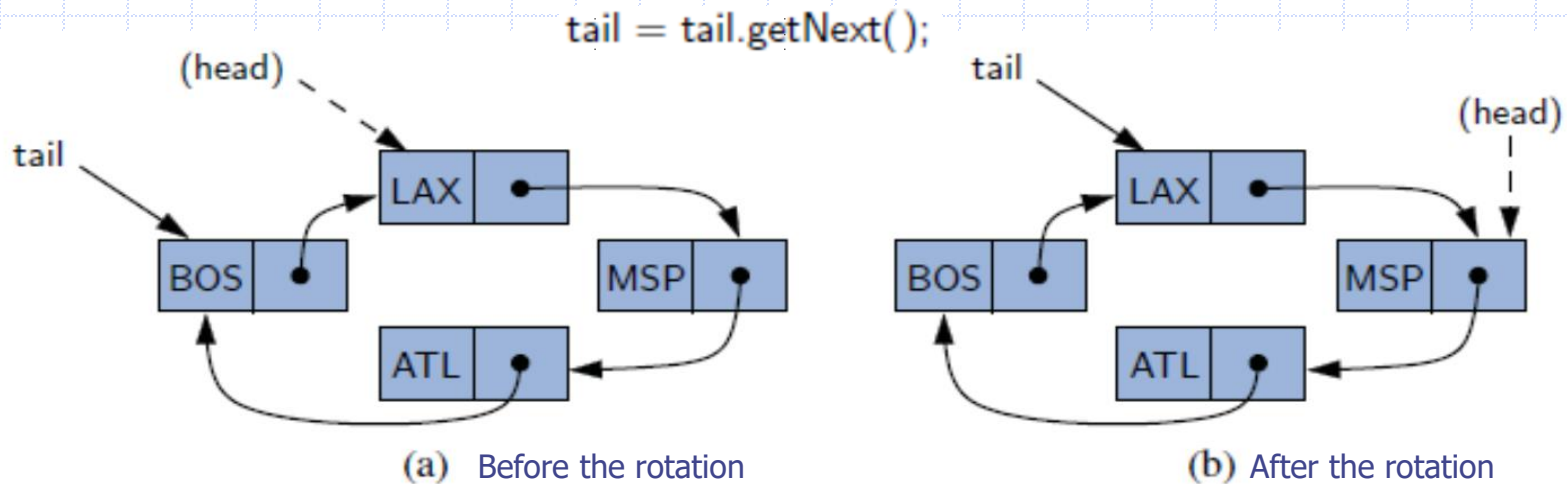 tail = tail.getNext( );
(head)
tail
LAX
BOS
MSP
ATL
(a) Before the rotation
tail
(head)
LAX
BOS
MSP
ATL
(b) After the rotation